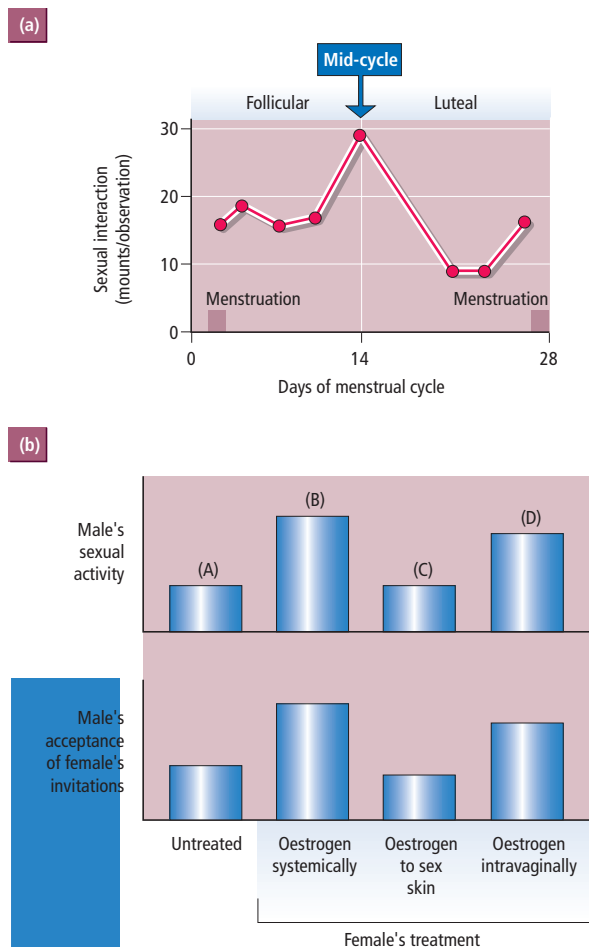 (a)
Mid-cycle
Follicular
Luteal
30
20
10
0
Sexual interaction
(mounts/observation)
Menstruation
Menstruation
0
14
28
Days of menstrual cycle
(b)
Male's
sexual
activity
(A)
(B)
(C)
(D)
Male's
acceptance
of female's
invitations
Untreated
Oestrogen
systemically
Oestrogen
to sex
skin
Oestrogen
intravaginally
Female's treatment